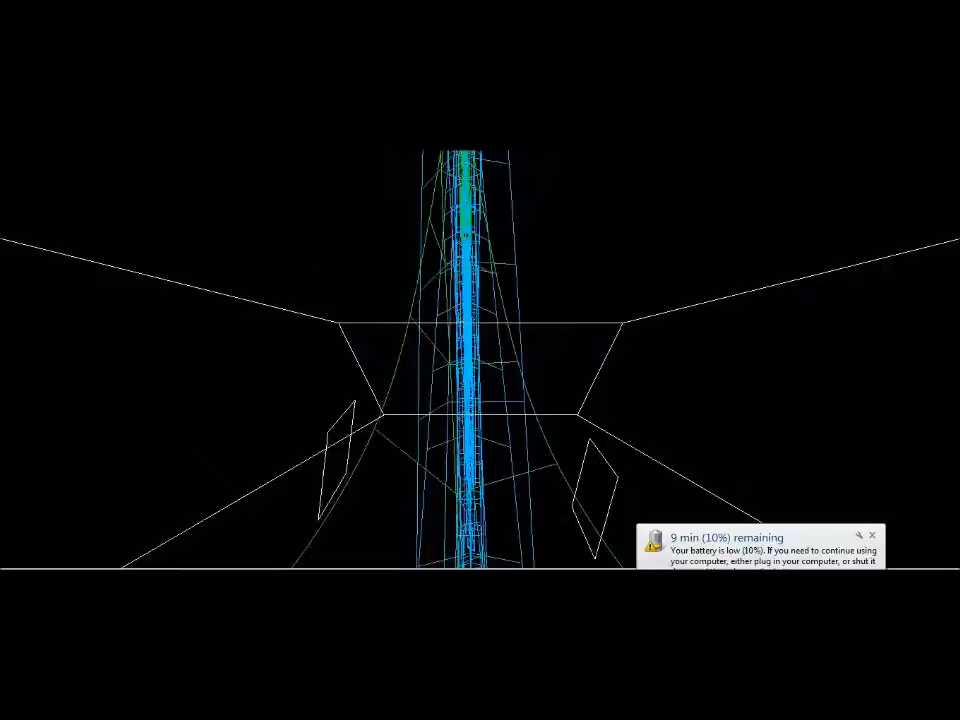 9 min (10%) remaining
Your battery is low (10%). If you need to continue using
your computer, either plug in your computer, or shut it